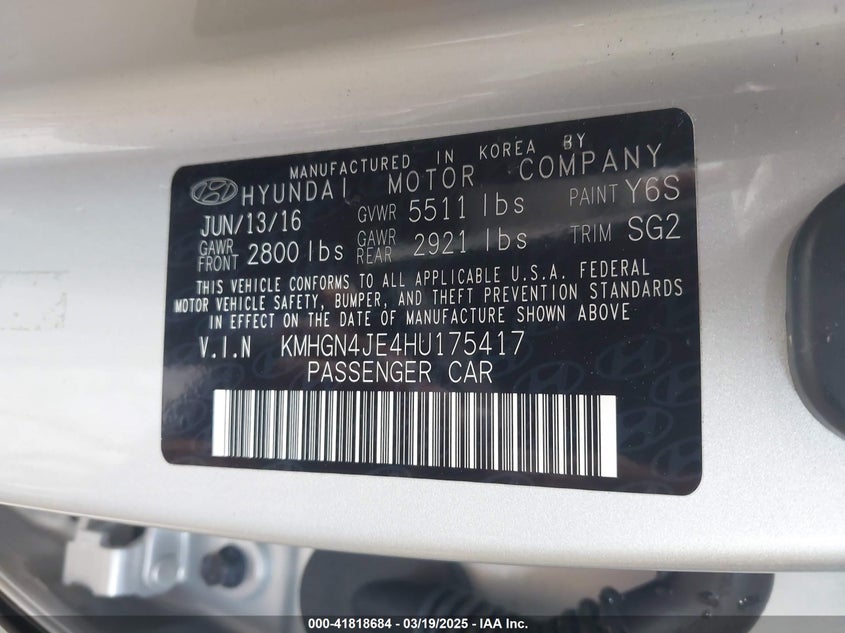 MANUFACTURED IN KOREA BY
HYUNDAI MOTOR COMPANY
JUN/13/16 GVWR 5511 lbs PAINT Y6S
GAWR FRONT 2800 lbs GAWR REAR 2921 lbs TRIM SG2
THIS VEHICLE CONFORMS TO ALL APPLICABLE U.S.A. FEDERAL
MOTOR VEHICLE SAFETY, BUMPER, AND THEFT PREVENTION STANDARDS
IN EFFECT ON THE DATE OF MANUFACTURE SHOWN ABOVE
V.I.N KMHGN4JE4HU175417
PASSENGER CAR
000-41818684 - 03/19/2025 - IAA Inc.